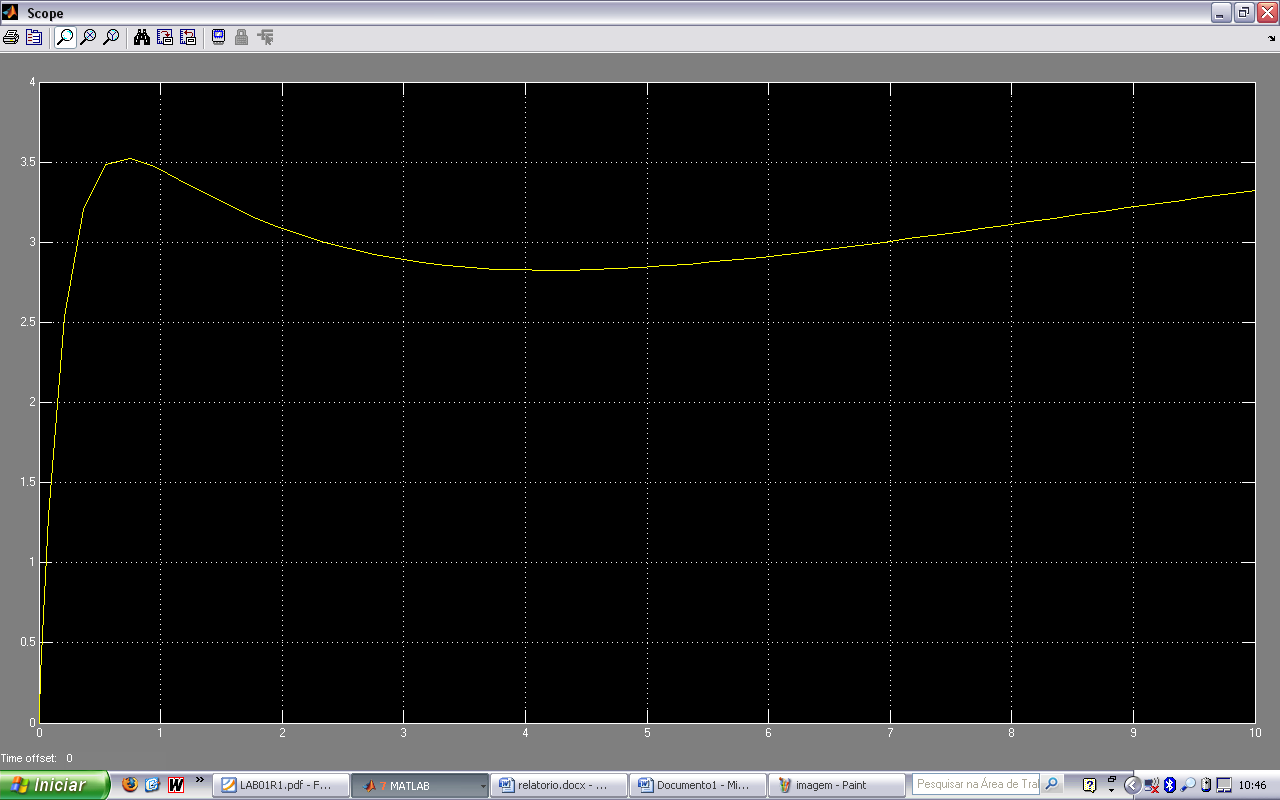 Scope
4
3.5
3
2.5
2
1.5
1
0.5
0
0 1 2 3 4 5 6 7 8 9 10
Time offset: 0
Iniciar W » LAB01R1.pdf - F... 7 MATLAB relatorio.docx - ... Documento1 - Mi... imagem - Paint Pesquisar na Área de Tral 10:46